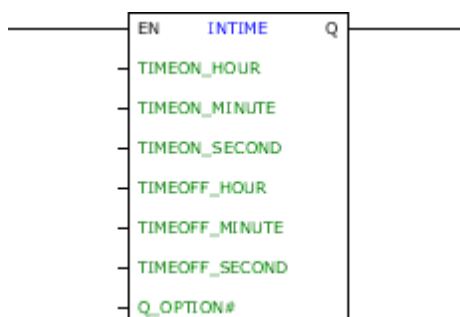 EN INTIME Q
TIMEON_HOUR
TIMEON_MINUTE
TIMEON_SECOND
TIMEOFF_HOUR
TIMEOFF_MINUTE
TIMEOFF_SECOND
Q_OPTION#